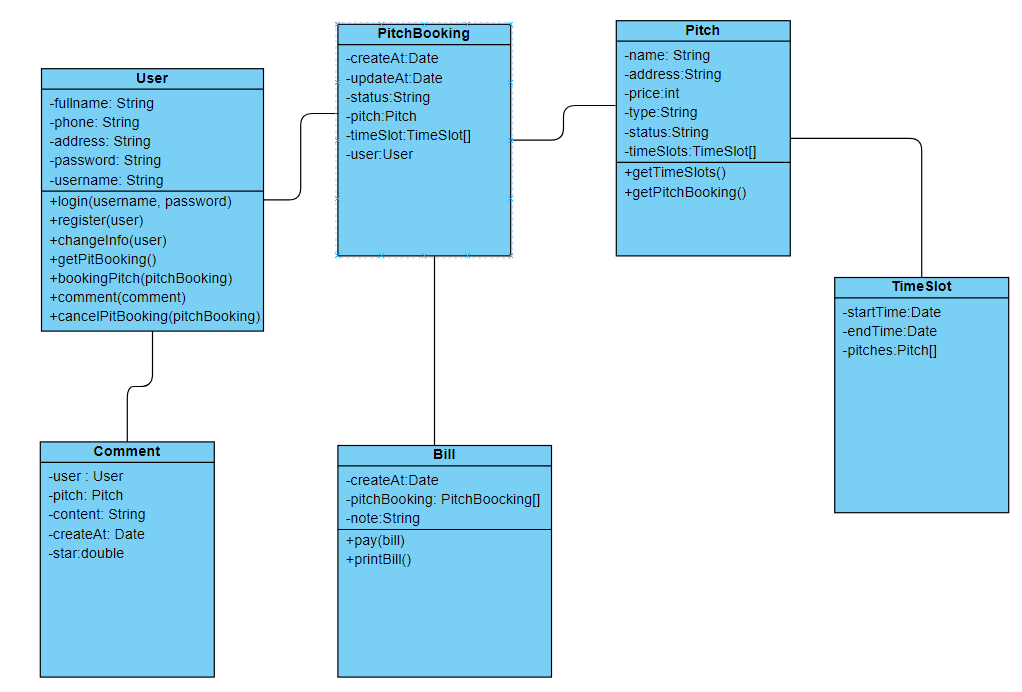 User
-fullname: String
-phone: String
-address: String
-password: String
-username: String
+login(username, password)
+register(user)
+changeInfo(user)
+getPitBooking()
+bookingPitch(pitchBooking)
+comment(comment)
+cancelPitBooking(pitchBooking)
PitchBooking
-createAt:Date
-updateAt:Date
-status:String
-pitch:Pitch
-timeSlot:TimeSlot[]
-user:User
Pitch
-name: String
-address:String
-price:int
-type:String
-status:String
-timeSlots:TimeSlot[]
+getTimeSlots()
+getPitchBooking()
TimeSlot
-startTime:Date
-endTime:Date
-pitches:Pitch[]
Comment
-user : User
-pitch: Pitch
-content: String
-createAt: Date
-star:double
Bill
-createAt:Date
-pitchBooking: PitchBoocking[]
-note:String
+pay(bill)
+printBill()